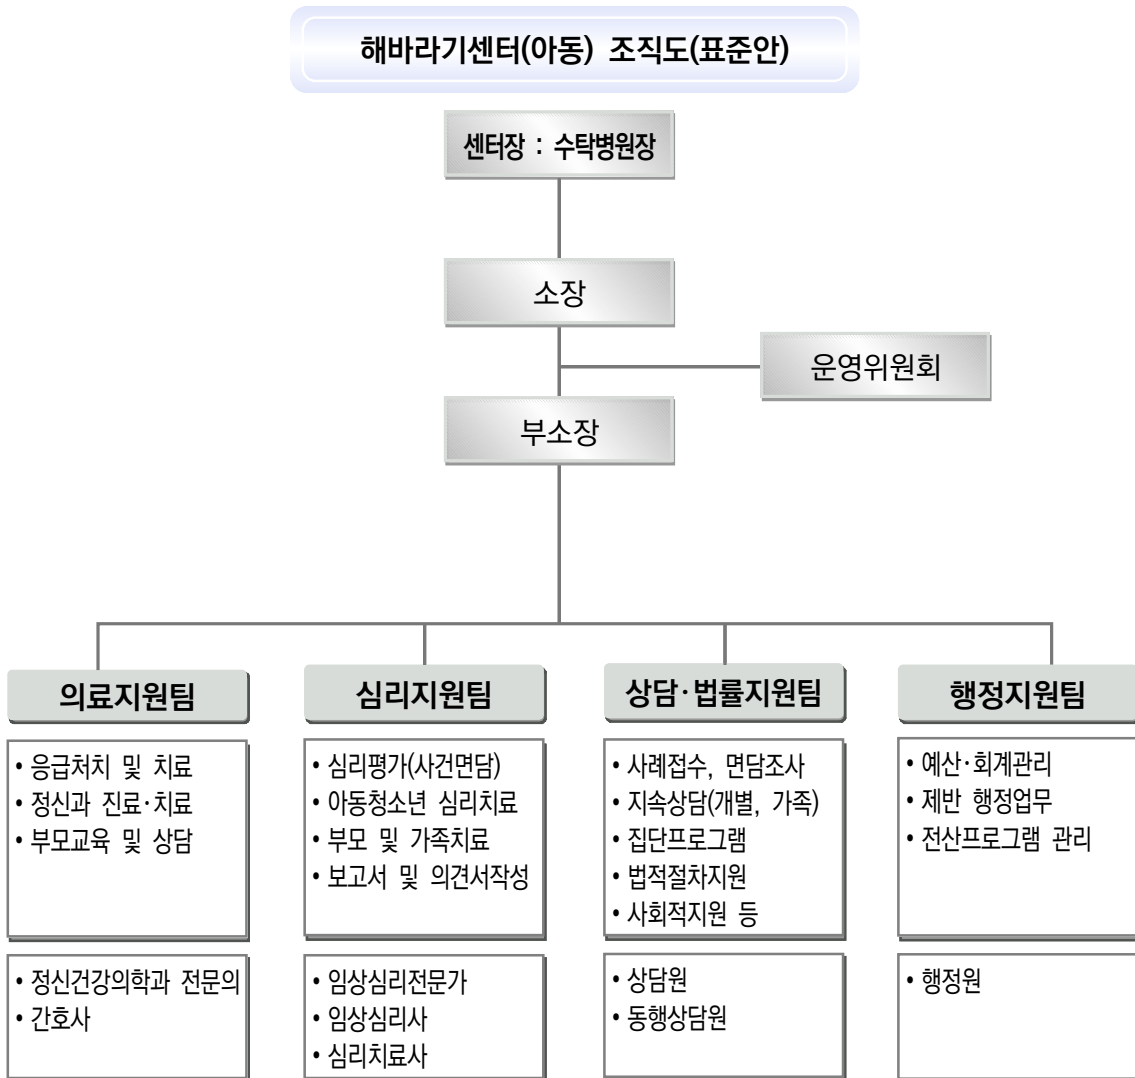 해바라기센터(아동) 조직도(표준안)
센터장 : 수탁병원장
소장
운영위원회
부소장
의료지원팀
• 응급처치 및 치료
• 정신과 진료·치료
• 부모교육 및 상담
• 정신건강의학과 전문의
• 간호사
심리지원팀
• 심리평가(사건면담)
• 아동청소년 심리치료
• 부모 및 가족치료
• 보고서 및 의견서작성
• 임상심리전문가
• 임상심리사
• 심리치료사
상담·법률지원팀
• 사례접수, 면담조사
• 지속상담(개별, 가족)
• 집단프로그램
• 법적절차지원
• 사회적지원 등
• 상담원
• 동행상담원
행정지원팀
• 예산·회계관리
• 제반 행정업무
• 전산프로그램 관리
• 행정원